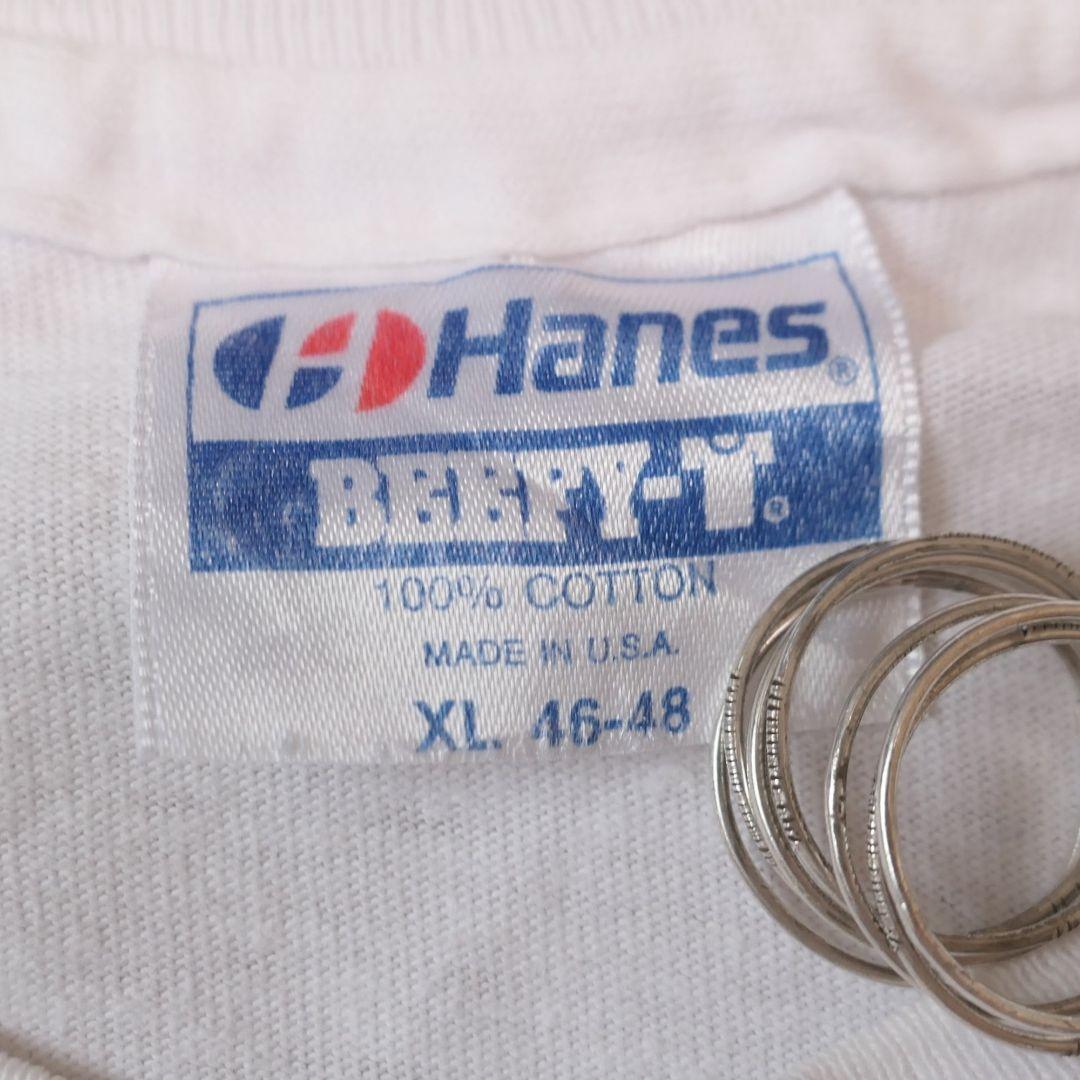 Hanes®
BEEFY-T®
100% COTTON
MADE IN U.S.A.
XL 46-48